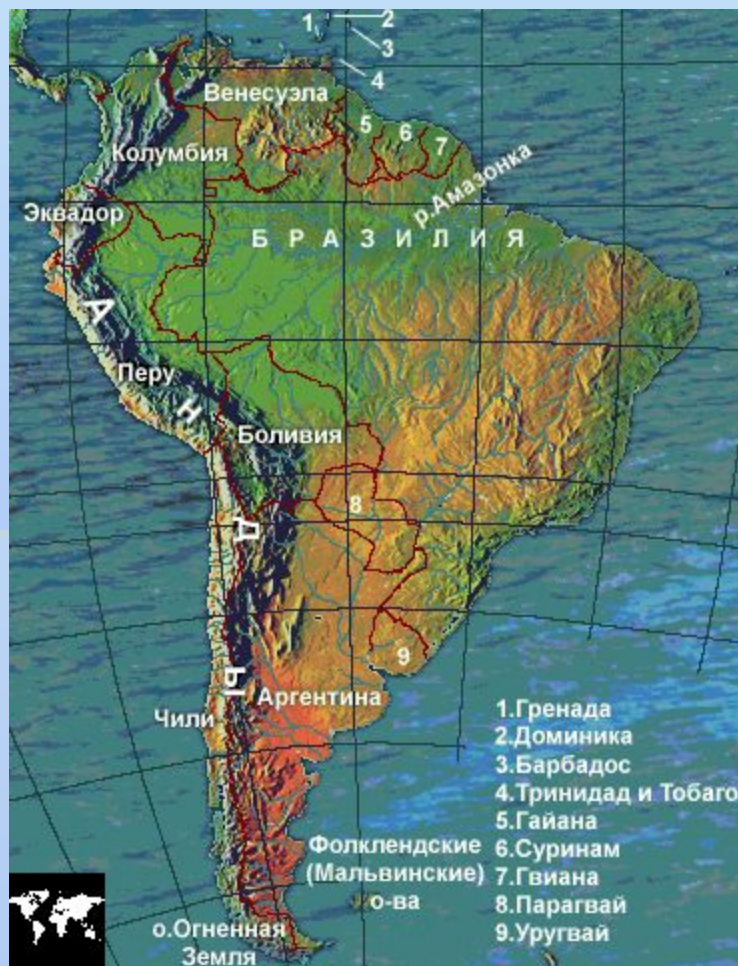 1
2
3
4
Венесуэла
5
6
7
Колумбия
р.Амазонка
Эквадор
БРАЗИЛИЯ
АНДЫ
Перу
Боливия
8
9
Аргентина
Чили
1.Гренада
2.Доминика
3.Барбадос
4.Тринидад и Тобаго
5.Гайана
6.Суринам
7.Гвиана
8.Парагвай
9.Уругвай
Фолклендские
(Мальвинские)
о-ва
о.Огненная
Земля